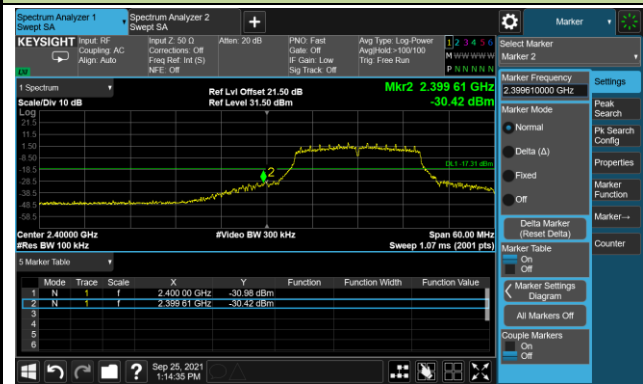 Spectrum Analyzer 1
Swept SA
Spectrum Analyzer 2
Swept SA
+
Marker
KEYSIGHT
Input: RF
Coupling: AC
Align: Auto
Input Z: 50 Ω
Corrections: Off
Freq Ref: Int (S)
NFE: Off
Atten: 20 dB
PNO: Fast
Gate: Off
IF Gain: Low
Sig Track: Off
Avg Type: Log-Power
Avg|Hold:>100/100
Trig: Free Run
1 2 3 4 5 6
M W W W W W
P N N N N N
Select Marker
Marker 2
1 Spectrum
Ref Lvl Offset 21.50 dB
Mkr2 2.399 61 GHz
Scale/Div 10 dB
Ref Level 31.50 dBm
-30.42 dBm
Log
21.5
11.5
1.50
-8.50
-18.5
-28.5
-38.5
-48.5
-58.5
DL1 -17.31 dBm
2
Center 2.40000 GHz
#Video BW 300 kHz
Span 60.00 MHz
#Res BW 100 kHz
Sweep 1.07 ms (2001 pts)
5 Marker Table
Mode Trace Scale X Y Function Function Width Function Value
1 N 1 f 2.400 00 GHz -30.98 dBm
2 N 1 f 2.399 61 GHz -30.42 dBm
3
4
5
6
Marker Frequency
2.399610000 GHz
Marker Mode
Normal
Delta (Δ)
Fixed
Off
Delta Marker
(Reset Delta)
Marker Table
On
Off
Marker Settings
Diagram
All Markers Off
Couple Markers
On
Off
Settings
Peak
Search
Pk Search
Config
Properties
Marker
Function
Marker→
Counter
?
Sep 25, 2021
1:14:35 PM